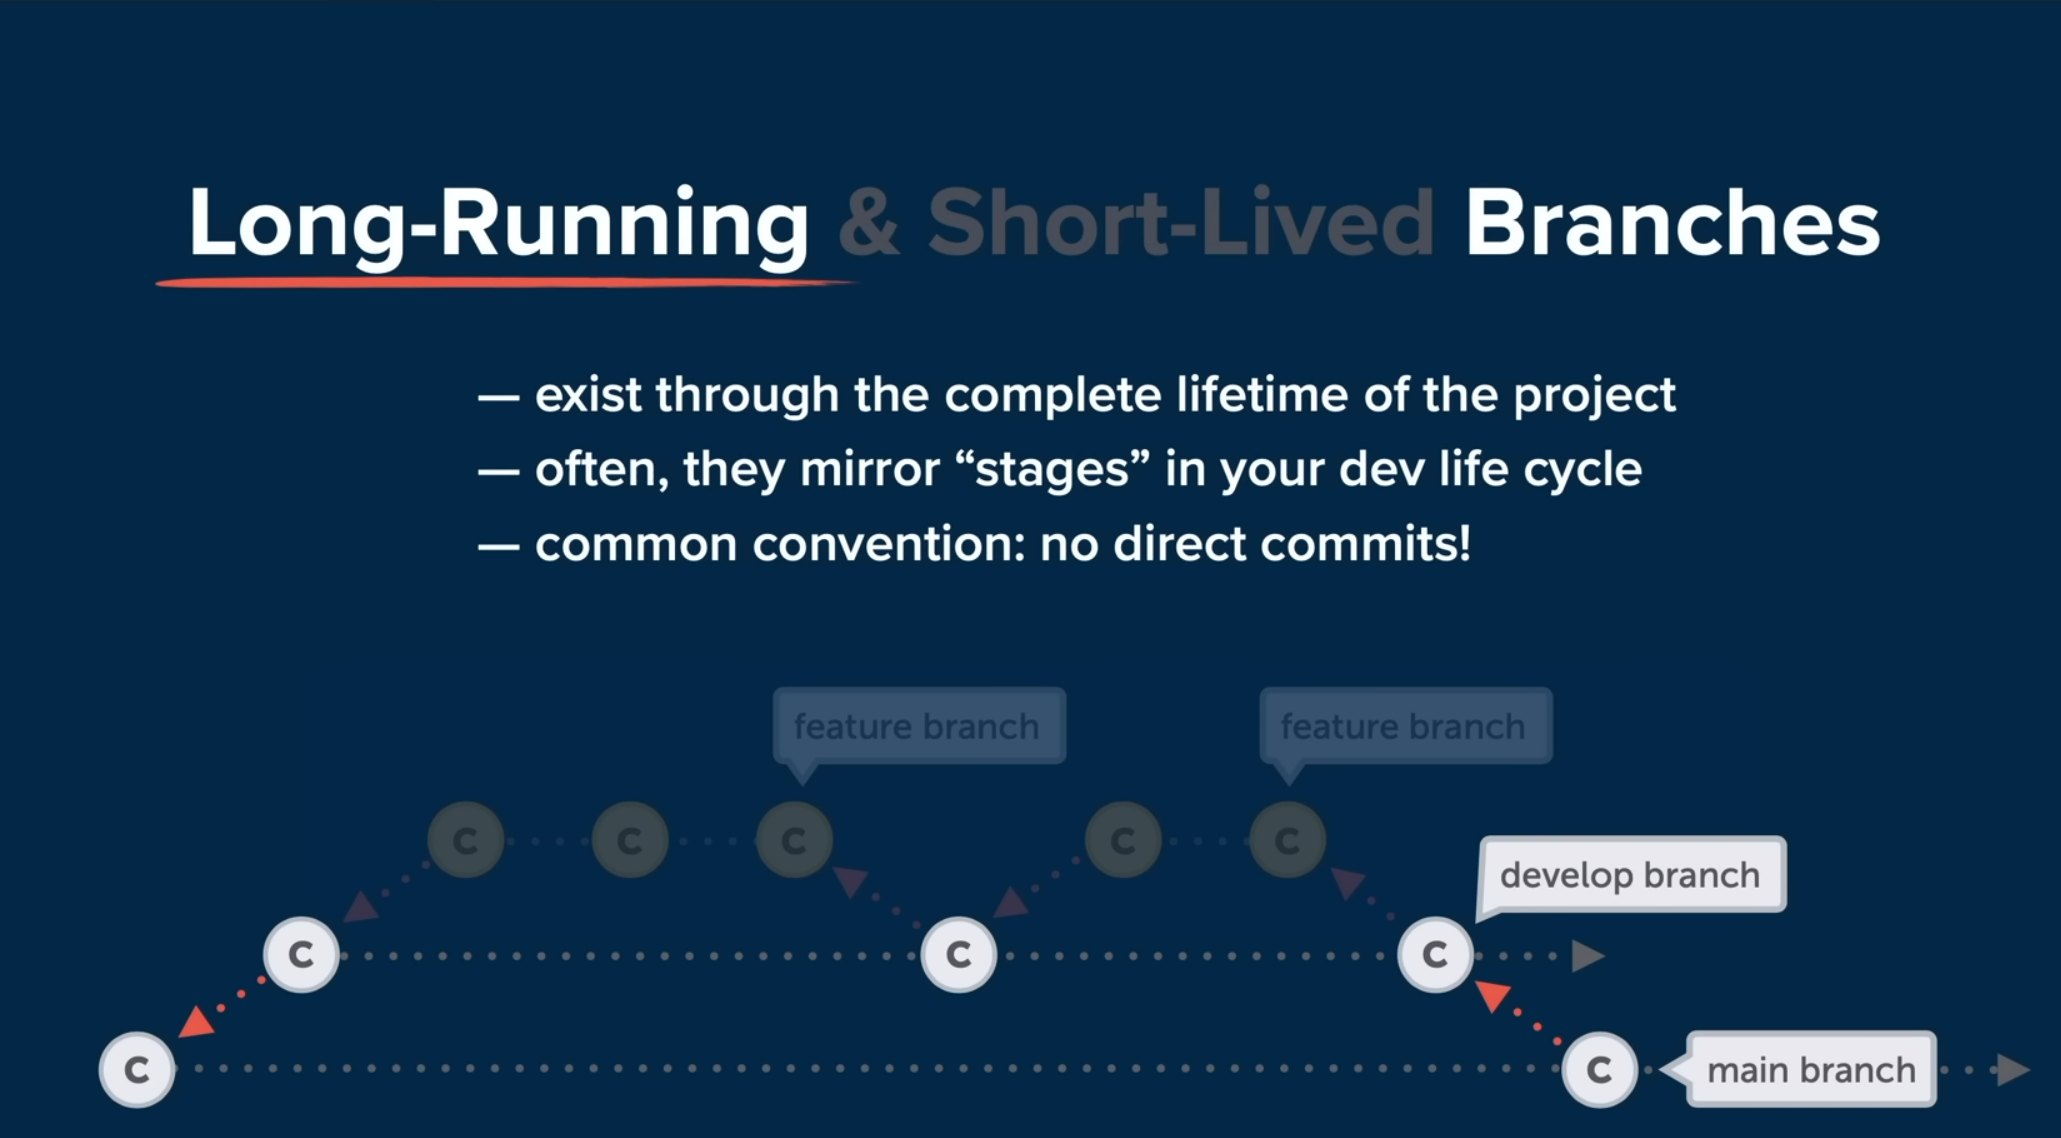 Long-Running & Short-Lived Branches
— exist through the complete lifetime of the project
— often, they mirror “stages” in your dev life cycle
— common convention: no direct commits!
feature branch feature branch
C C C C C
develop branch
C C C
C C main branch